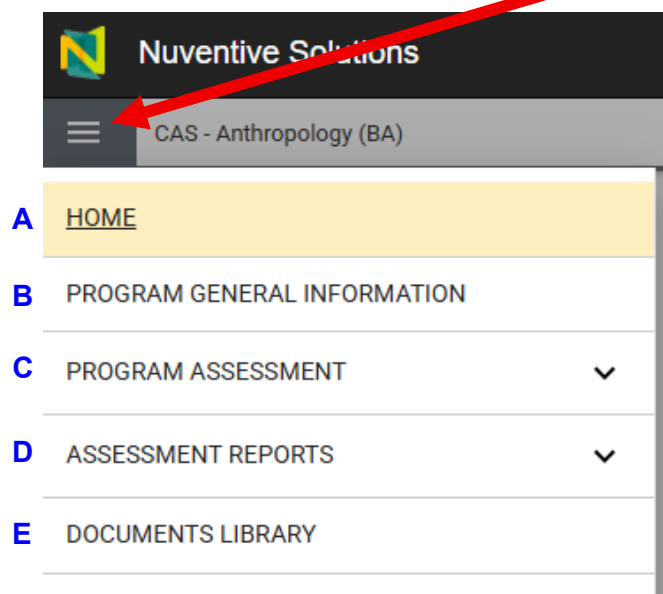 Nuventive Solutions
CAS - Anthropology (BA)
A HOME
B PROGRAM GENERAL INFORMATION
C PROGRAM ASSESSMENT
D ASSESSMENT REPORTS
E DOCUMENTS LIBRARY